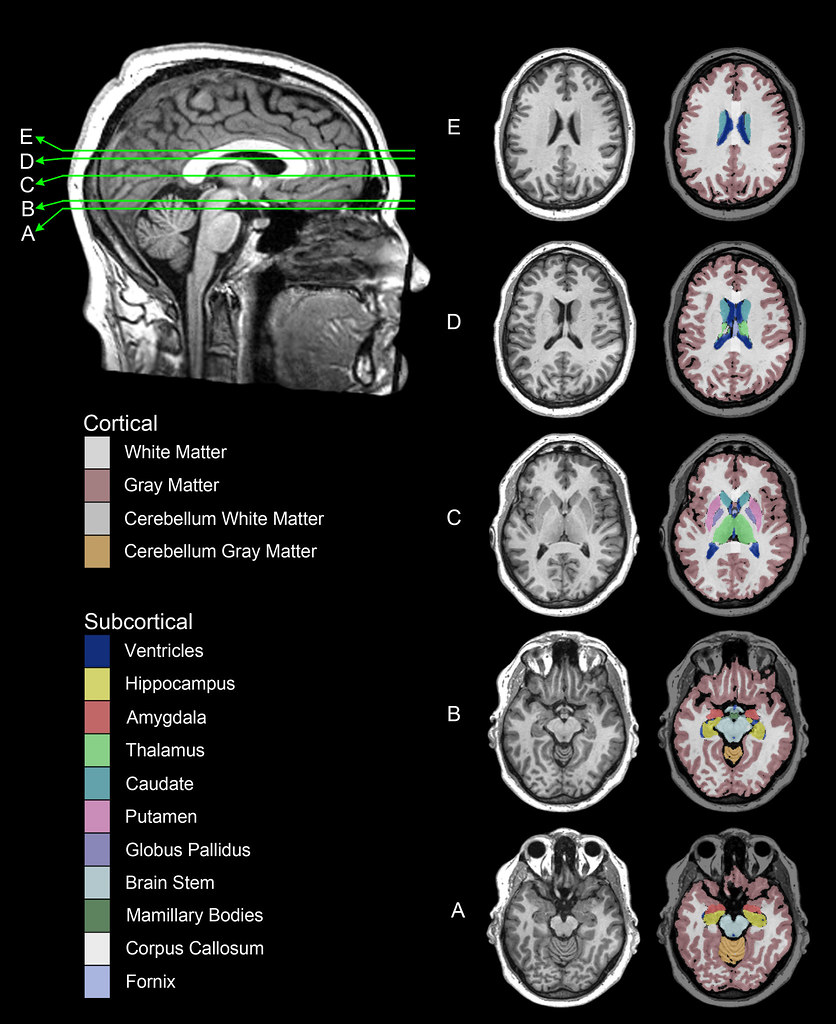 E
D
C
B
A
E
D
C
B
A
Cortical
White Matter
Gray Matter
Cerebellum White Matter
Cerebellum Gray Matter
Subcortical
Ventricles
Hippocampus
Amygdala
Thalamus
Caudate
Putamen
Globus Pallidus
Brain Stem
Mamillary Bodies
Corpus Callosum
Fornix